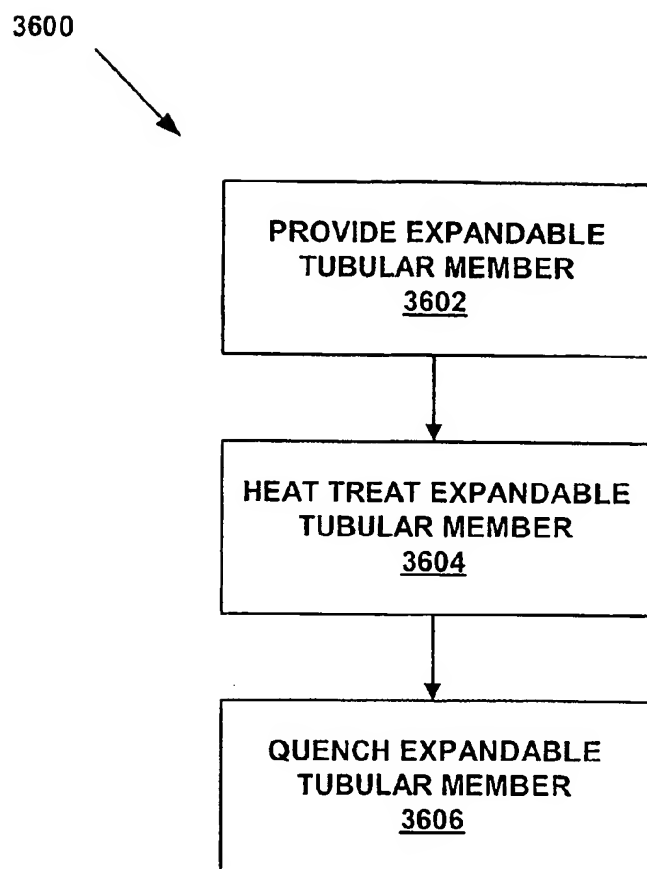 3600
PROVIDE EXPANDABLE
TUBULAR MEMBER
3602
HEAT TREAT EXPANDABLE
TUBULAR MEMBER
3604
QUENCH EXPANDABLE
TUBULAR MEMBER
3606